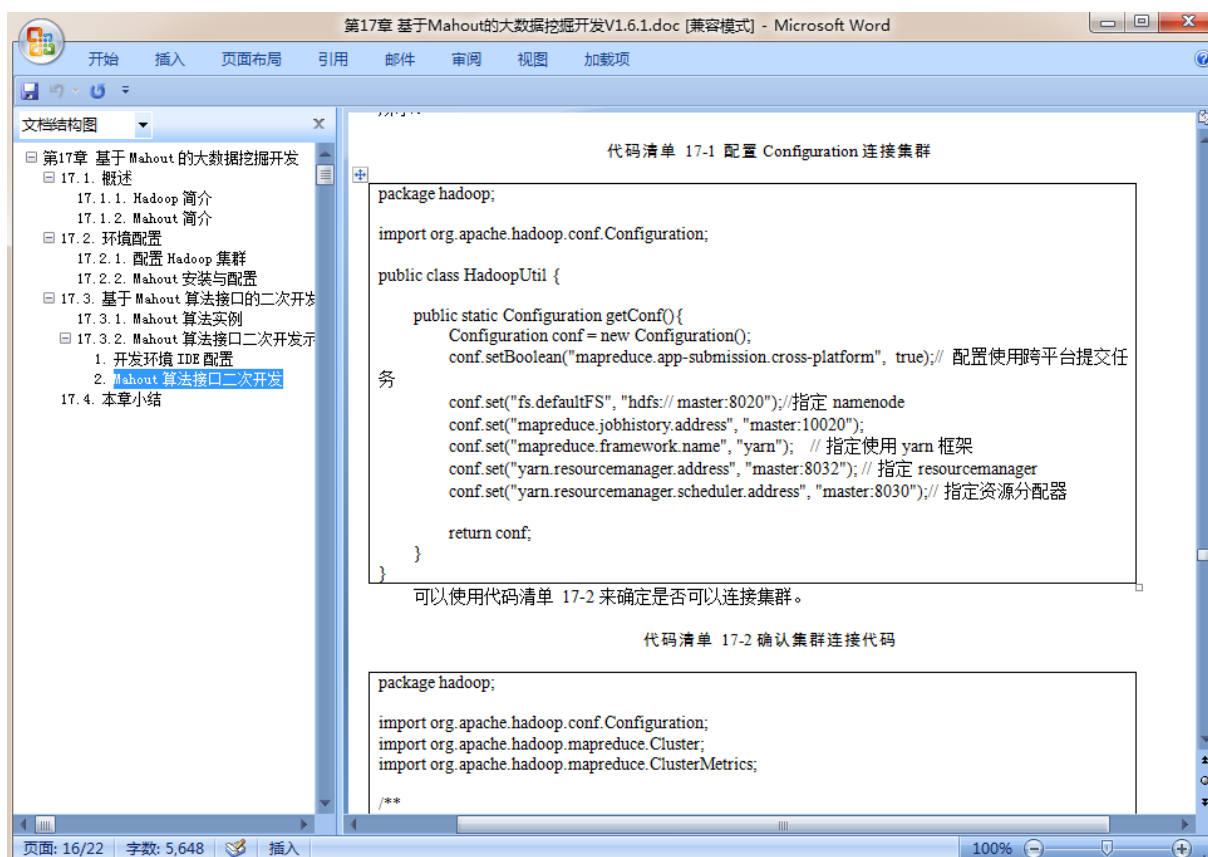 第17章 基于Mahout的大数据挖掘开发V1.6.1.doc [兼容模式] - Microsoft Word
开始 插入 页面布局 引用 邮件 审阅 视图 加载项
文档结构图
第17章 基于 Mahout 的大数据挖掘开发
17.1. 概述
17.1.1. Hadoop 简介
17.1.2. Mahout 简介
17.2. 环境配置
17.2.1. 配置 Hadoop 集群
17.2.2. Mahout 安装与配置
17.3. 基于 Mahout 算法接口的二次开发
17.3.1. Mahout 算法实例
17.3.2. Mahout 算法接口二次开发示
1. 开发环境 IDE 配置
2. Mahout 算法接口二次开发
17.4. 本章小结
代码清单 17-1 配置 Configuration 连接集群
package hadoop;
import org.apache.hadoop.conf.Configuration;
public class HadoopUtil {
public static Configuration getConf(){
Configuration conf = new Configuration();
conf.setBoolean("mapreduce.app-submission.cross-platform", true);// 配置使用跨平台提交任
务
conf.set("fs.defaultFS", "hdfs:// master:8020");//指定 namenode
conf.set("mapreduce.jobhistory.address", "master:10020");
conf.set("mapreduce.framework.name", "yarn"); // 指定使用 yarn 框架
conf.set("yarn.resourcemanager.address", "master:8032"); // 指定 resourcemanager
conf.set("yarn.resourcemanager.scheduler.address", "master:8030");// 指定资源分配器
return conf;
}
}
可以使用代码清单 17-2 来确定是否可以连接集群。
代码清单 17-2 确认集群连接代码
package hadoop;
import org.apache.hadoop.conf.Configuration;
import org.apache.hadoop.mapreduce.Cluster;
import org.apache.hadoop.mapreduce.ClusterMetrics;
/**
页面: 16/22 字数: 5,648 插入 100%